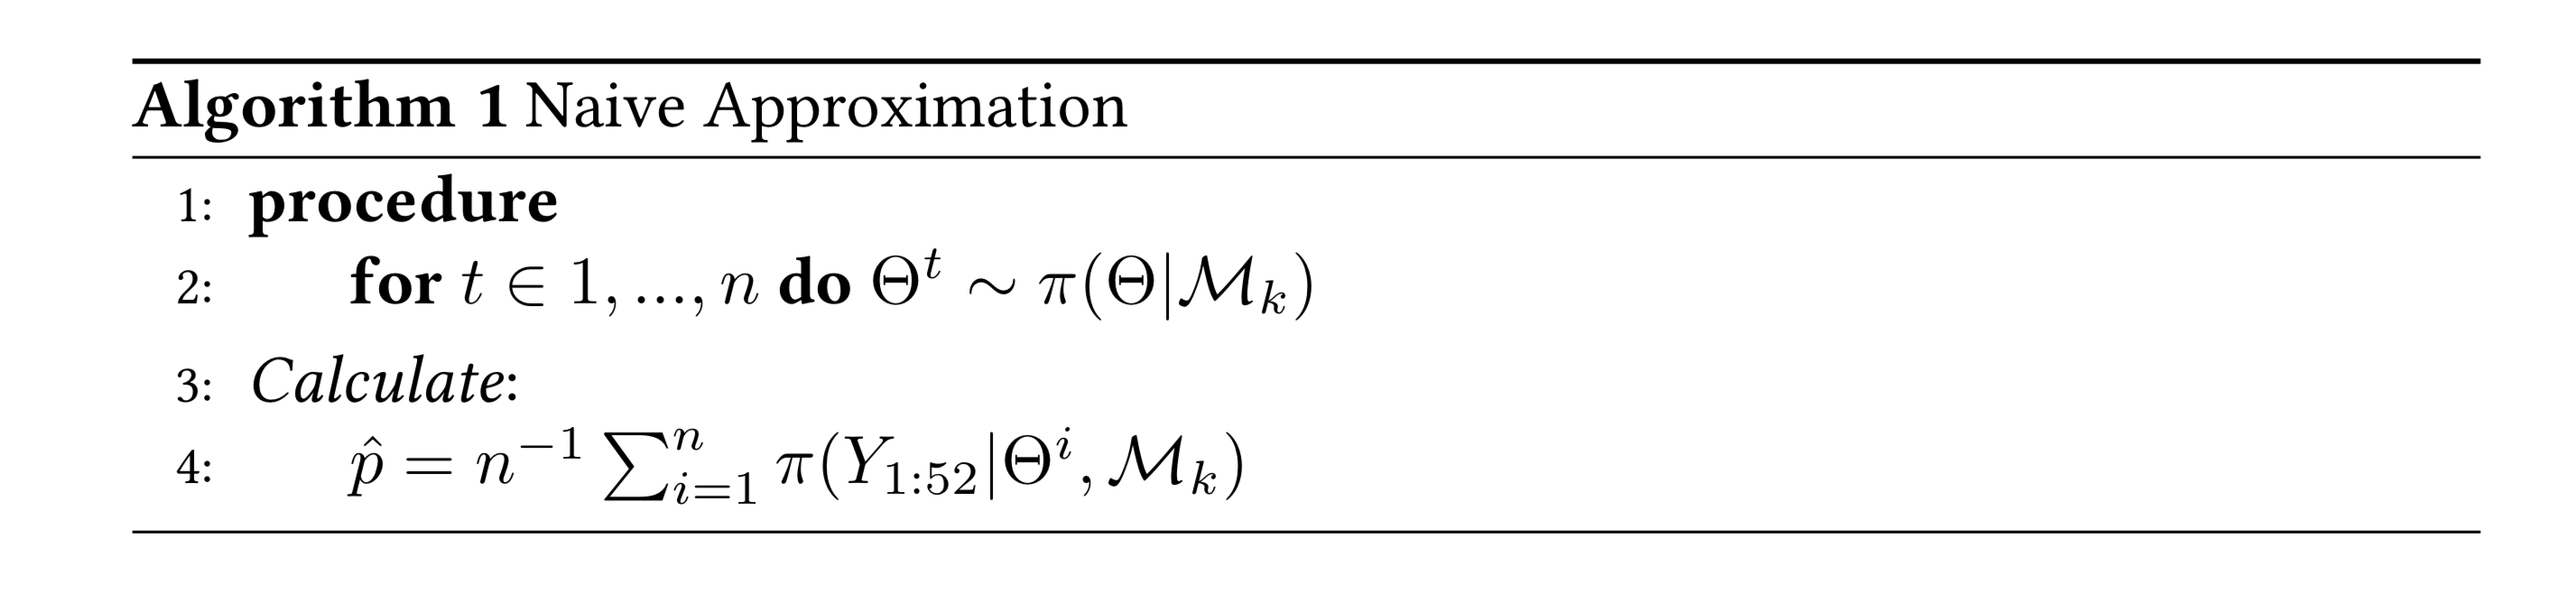 Algorithm 1 Naive Approximation
1: procedure
2: for t ∈ 1, ..., n do Θ^t ∼ π(Θ|ℳ_k)
3: Calculate:
4: p̂ = n^{−1} ∑_{i=1}^{n} π(Y_{1:52}|Θ^i, ℳ_k)